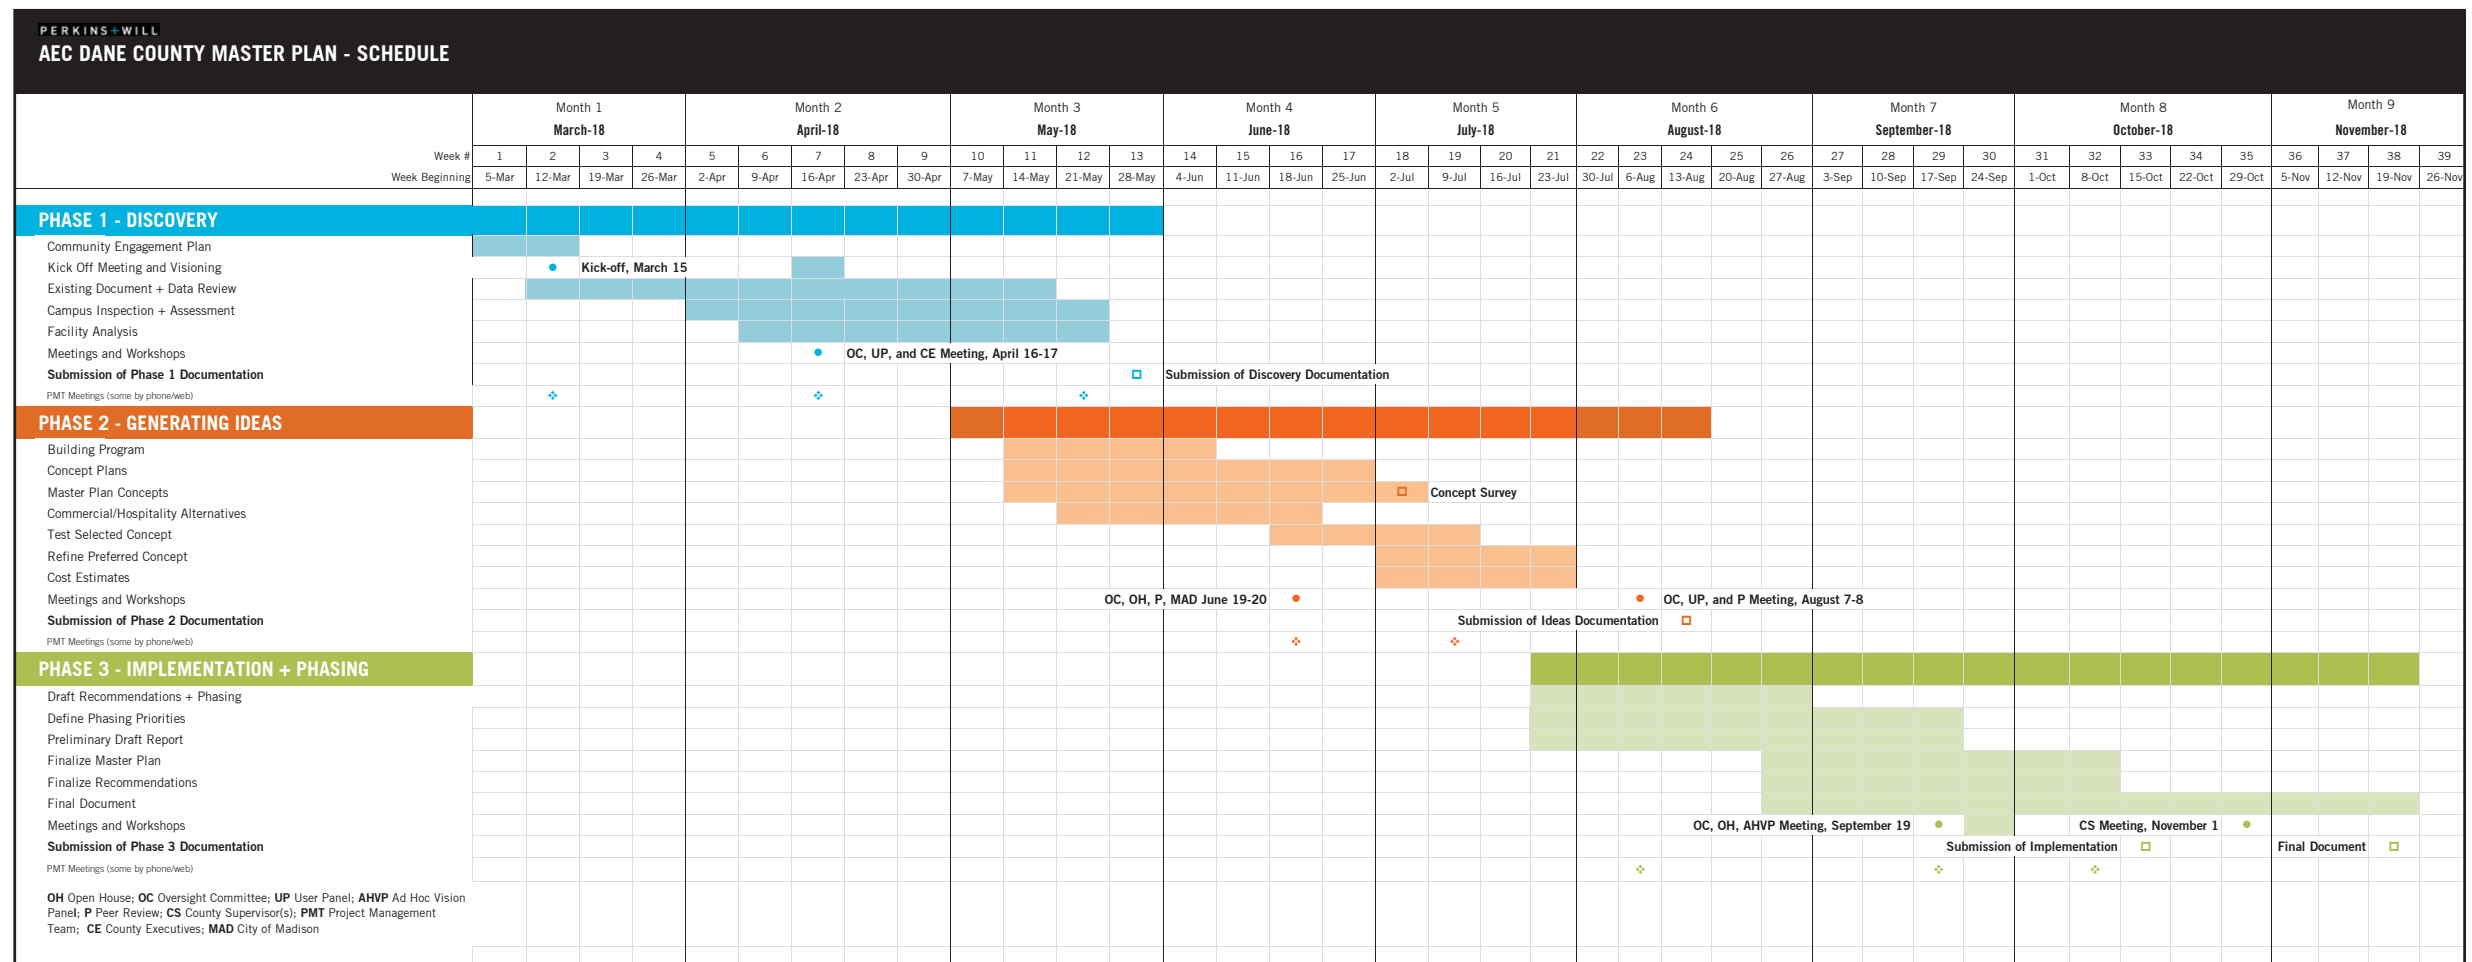 PERKINS+WILL
AEC DANE COUNTY MASTER PLAN - SCHEDULE
Month 1 Month 2 Month 3 Month 4 Month 5 Month 6 Month 7 Month 8 Month 9
March-18 April-18 May-18 June-18 July-18 August-18 September-18 October-18 November-18
Week # 1 2 3 4 5 6 7 8 9 10 11 12 13 14 15 16 17 18 19 20 21 22 23 24 25 26 27 28 29 30 31 32 33 34 35 36 37 38 39
Week Beginning 5-Mar 12-Mar 19-Mar 26-Mar 2-Apr 9-Apr 16-Apr 23-Apr 30-Apr 7-May 14-May 21-May 28-May 4-Jun 11-Jun 18-Jun 25-Jun 2-Jul 9-Jul 16-Jul 23-Jul 30-Jul 6-Aug 13-Aug 20-Aug 27-Aug 3-Sep 10-Sep 17-Sep 24-Sep 1-Oct 8-Oct 15-Oct 22-Oct 29-Oct 5-Nov 12-Nov 19-Nov 26-Nov
PHASE 1 - DISCOVERY
Community Engagement Plan
Kick Off Meeting and Visioning Kick-off, March 15
Existing Document + Data Review
Campus Inspection + Assessment
Facility Analysis
Meetings and Workshops OC, UP, and CE Meeting, April 16-17
Submission of Phase 1 Documentation Submission of Discovery Documentation
PMT Meetings (some by phone/web)
PHASE 2 - GENERATING IDEAS
Building Program
Concept Plans
Master Plan Concepts Concept Survey
Commercial/Hospitality Alternatives
Test Selected Concept
Refine Preferred Concept
Cost Estimates
Meetings and Workshops OC, OH, P, MAD June 19-20 OC, UP, and P Meeting, August 7-8
Submission of Phase 2 Documentation Submission of Ideas Documentation
PMT Meetings (some by phone/web)
PHASE 3 - IMPLEMENTATION + PHASING
Draft Recommendations + Phasing
Define Phasing Priorities
Preliminary Draft Report
Finalize Master Plan
Finalize Recommendations
Final Document
Meetings and Workshops OC, OH, AHVP Meeting, September 19 CS Meeting, November 1
Submission of Phase 3 Documentation Submission of Implementation Final Document
PMT Meetings (some by phone/web)
OH Open House; OC Oversight Committee; UP User Panel; AHVP Ad Hoc Vision
Panel; P Peer Review; CS County Supervisor(s); PMT Project Management
Team; CE County Executives; MAD City of Madison